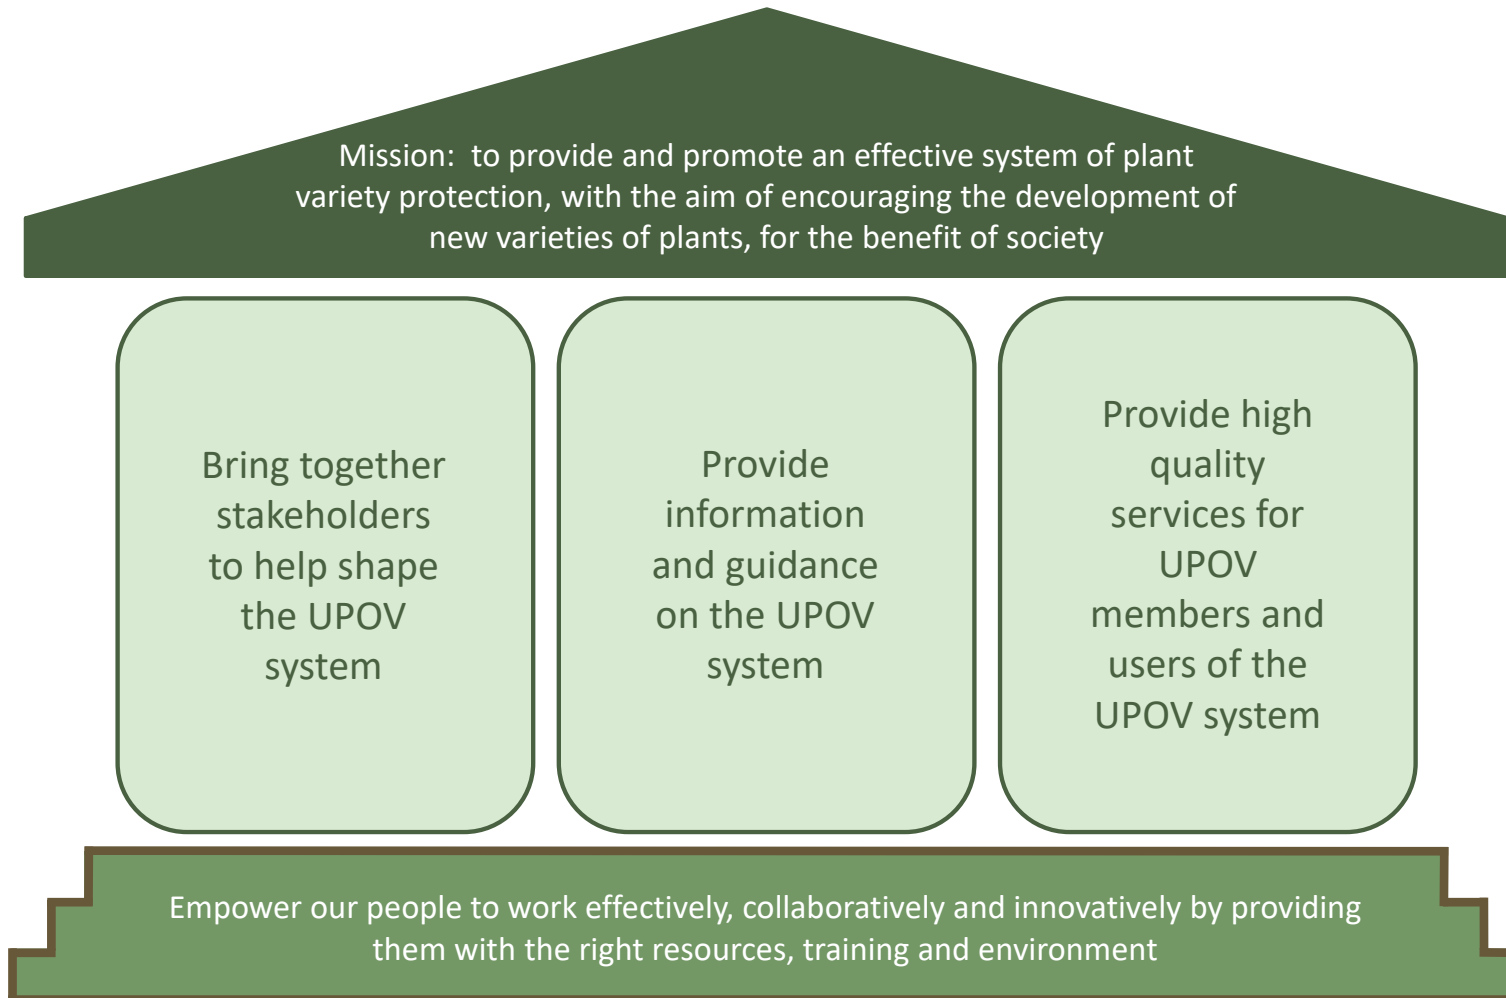 Mission:  to provide and promote an effective system of plant
variety protection, with the aim of encouraging the development of
new varieties of plants, for the benefit of society
Bring together
stakeholders
to help shape
the UPOV
system
Provide
information
and guidance
on the UPOV
system
Provide high
quality
services for
UPOV
members and
users of the
UPOV system
Empower our people to work effectively, collaboratively and innovatively by providing
them with the right resources, training and environment